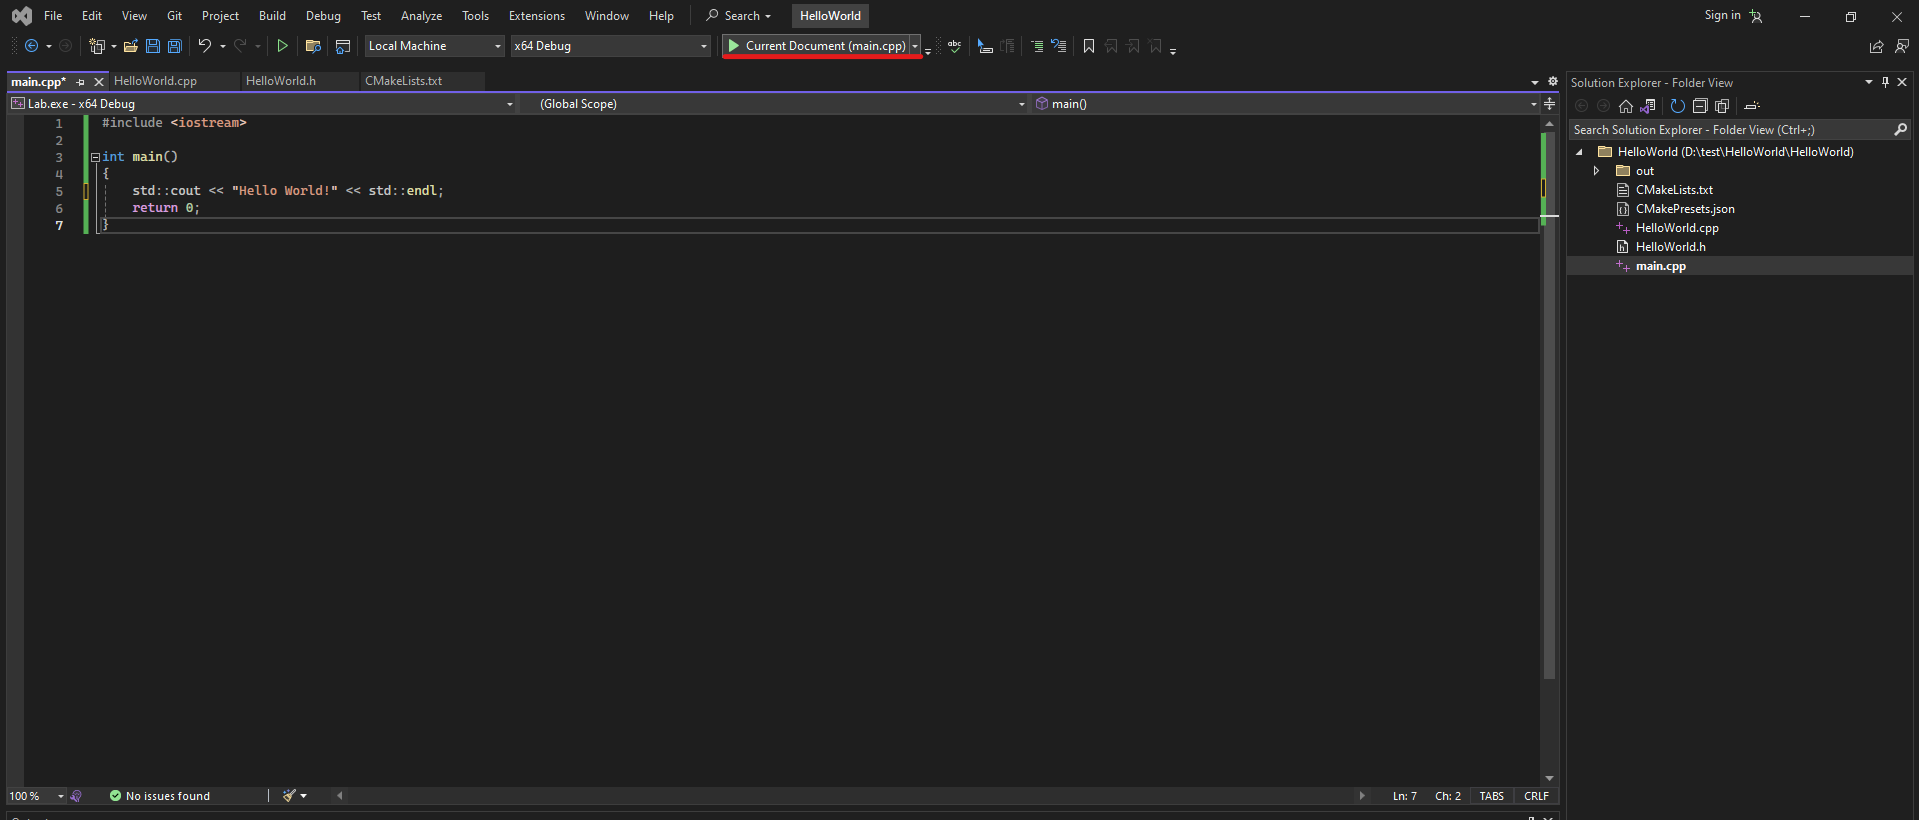 File Edit View Git Project Build Debug Test Analyze Tools Extensions Window Help Search HelloWorld Sign in
Local Machine x64 Debug Current Document (main.cpp) abc
main.cpp* HelloWorld.cpp HelloWorld.h CMakeLists.txt
Lab.exe - x64 Debug (Global Scope) main()
1 #include <iostream>
2
3 int main()
4 {
5 std::cout << "Hello World!" << std::endl;
6 return 0;
7 }
100 % No issues found Ln: 7 Ch: 2 TABS CRLF
Solution Explorer - Folder View
Search Solution Explorer - Folder View (Ctrl+;)
HelloWorld (D:\test\HelloWorld\HelloWorld)
out
CMakeLists.txt
CMakePresets.json
HelloWorld.cpp
HelloWorld.h
main.cpp